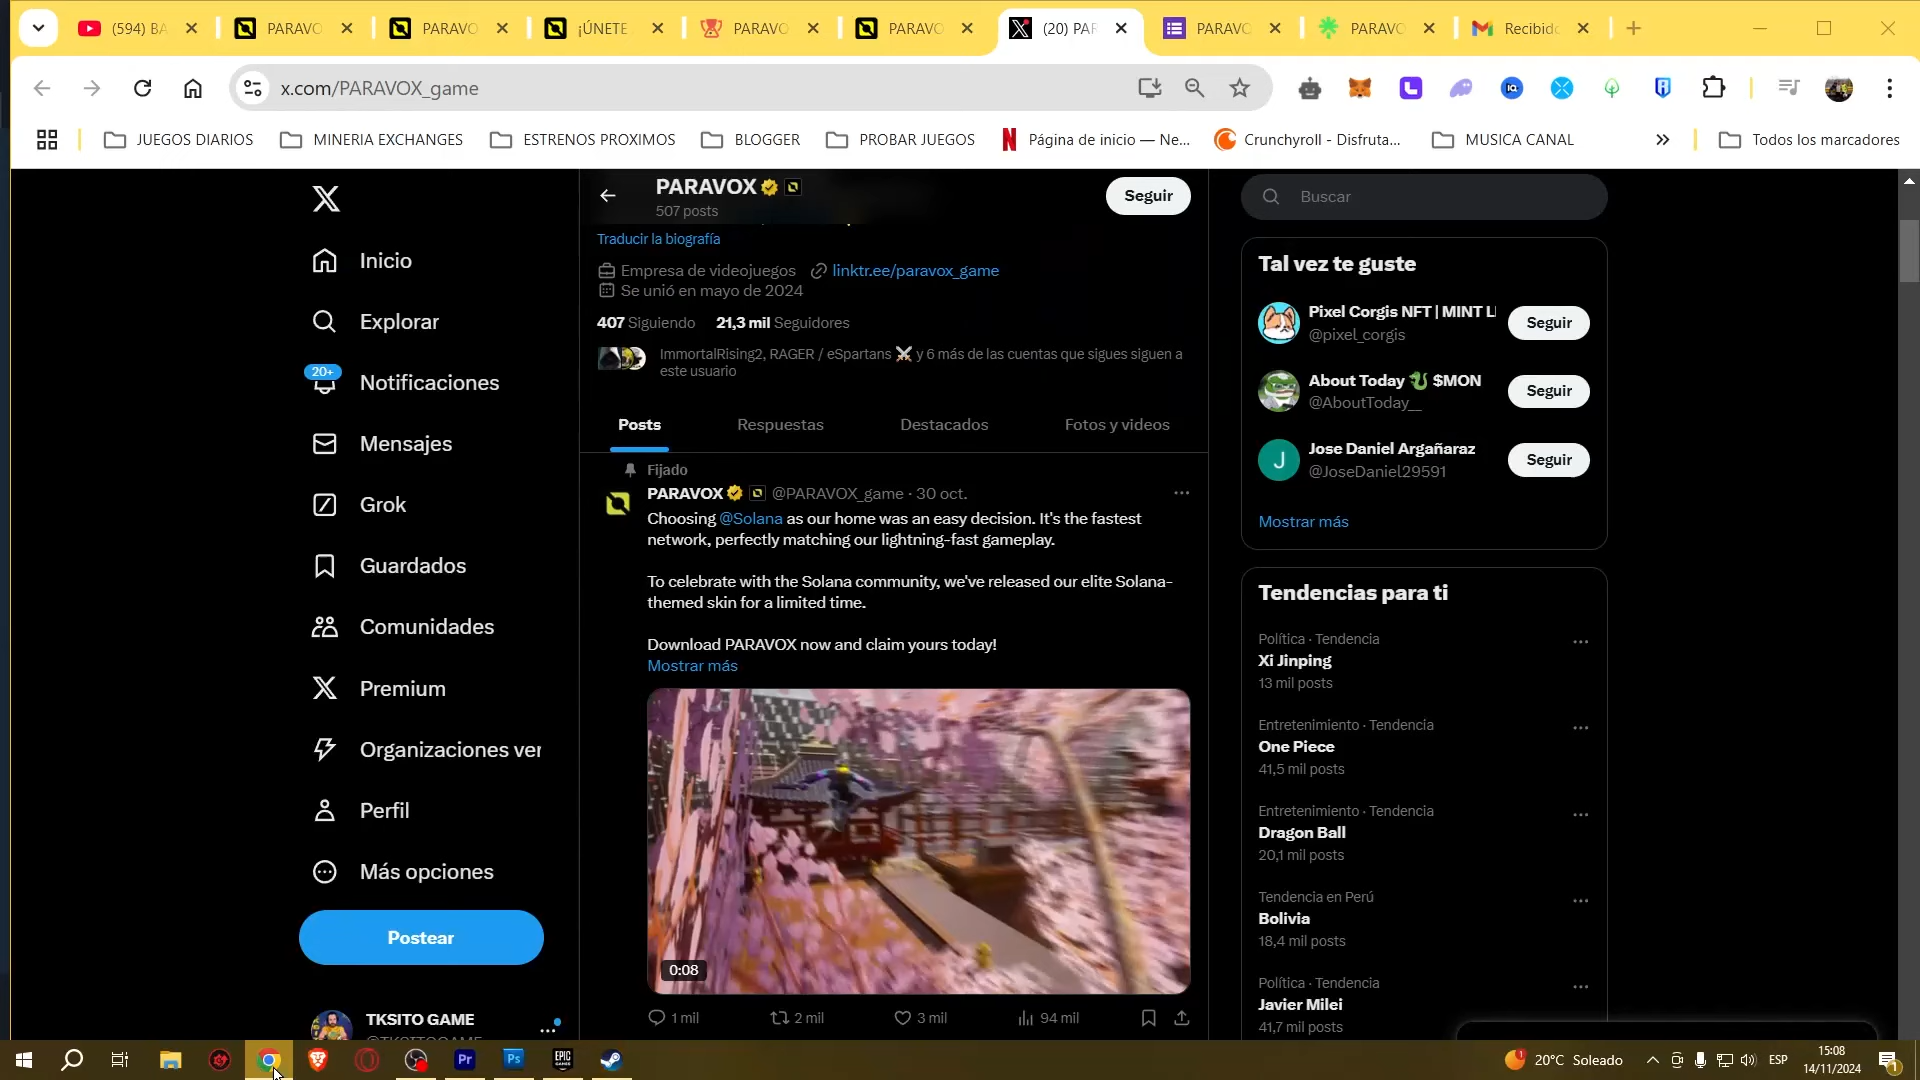 (594) BA
PARAVO
PARAVO
¡ÚNETE
PARAVO
PARAVO
(20) PAR
PARAVO
PARAVO
Recibido
x.com/PARAVOX_game
JUEGOS DIARIOS
MINERIA EXCHANGES
ESTRENOS PROXIMOS
BLOGGER
PROBAR JUEGOS
Página de inicio — Ne...
Crunchyroll - Disfruta...
MUSICA CANAL
Todos los marcadores
Inicio
Explorar
20+
Notificaciones
Mensajes
Grok
Guardados
Comunidades
Premium
Organizaciones ver
Perfil
Más opciones
Postear
TKSITO GAME
PARAVOX
507 posts
Seguir
Traducir la biografía
Empresa de videojuegos
linktr.ee/paravox_game
Se unió en mayo de 2024
407 Siguiendo 21,3 mil Seguidores
ImmortalRising2, RAGER / eSpartans y 6 más de las cuentas que sigues siguen a
este usuario
Posts
Respuestas
Destacados
Fotos y videos
Fijado
PARAVOX @PARAVOX_game · 30 oct.
Choosing @Solana as our home was an easy decision. It's the fastest
network, perfectly matching our lightning-fast gameplay.
To celebrate with the Solana community, we've released our elite Solana-
themed skin for a limited time.
Download PARAVOX now and claim yours today!
Mostrar más
0:08
1 mil
2 mil
3 mil
94 mil
Buscar
Tal vez te guste
Pixel Corgis NFT | MINT LI
@pixel_corgis
Seguir
About Today $MON
@AboutToday__
Seguir
J
Jose Daniel Argañaraz
@JoseDaniel29591
Seguir
Mostrar más
Tendencias para ti
Política · Tendencia
Xi Jinping
13 mil posts
Entretenimiento · Tendencia
One Piece
41,5 mil posts
Entretenimiento · Tendencia
Dragon Ball
20,1 mil posts
Tendencia en Perú
Bolivia
18,4 mil posts
Política · Tendencia
Javier Milei
41,7 mil posts
Pr
Ps
EPIC
GAMES
1
20°C Soleado
ESP
15:08
14/11/2024
1